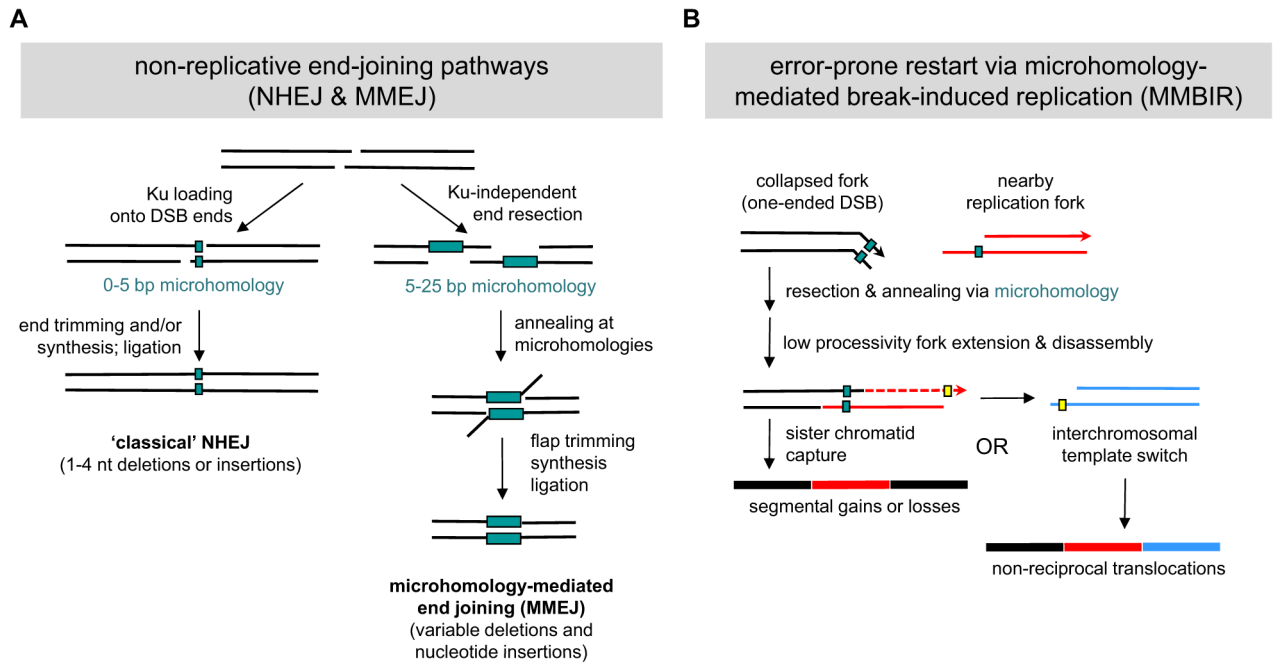 A
non-replicative end-joining pathways
(NHEJ & MMEJ)
Ku loading
onto DSB ends
Ku-independent
end resection
0-5 bp microhomology
5-25 bp microhomology
end trimming and/or
synthesis; ligation
annealing at
microhomologies
‘classical’ NHEJ
(1-4 nt deletions or insertions)
flap trimming
synthesis
ligation
microhomology-mediated
end joining (MMEJ)
(variable deletions and
nucleotide insertions)
B
error-prone restart via microhomology-
mediated break-induced replication (MMBIR)
collapsed fork
(one-ended DSB)
nearby
replication fork
resection & annealing via microhomology
low processivity fork extension & disassembly
sister chromatid
capture
OR
interchromosomal
template switch
segmental gains or losses
non-reciprocal translocations